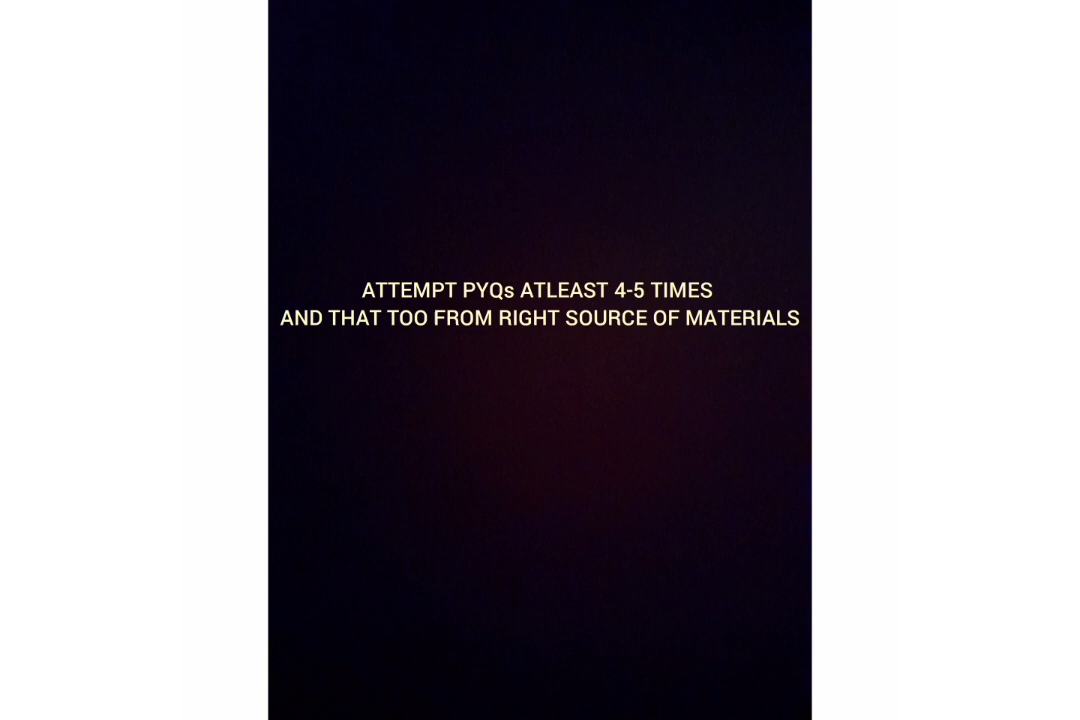 ATTEMPT PYQs ATLEAST 4-5 TIMES
AND THAT TOO FROM RIGHT SOURCE OF MATERIALS